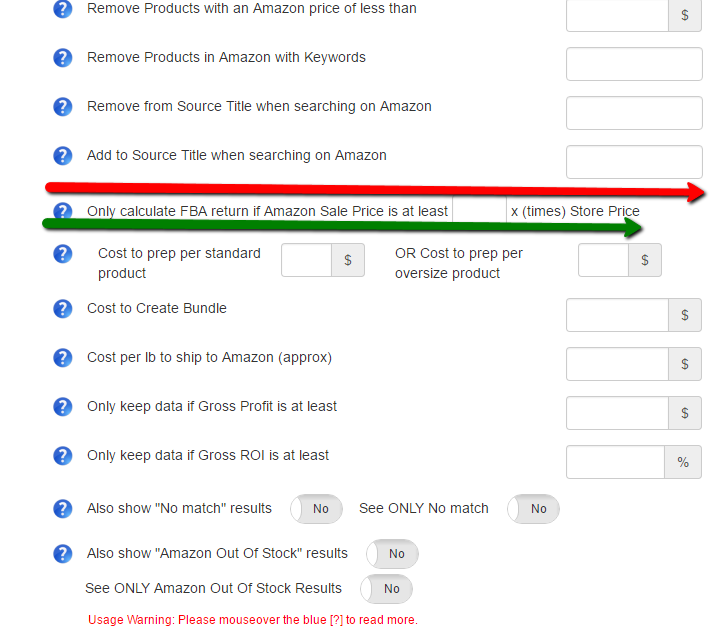 ? Remove Products with an Amazon price of less than $
? Remove Products in Amazon with Keywords
? Remove from Source Title when searching on Amazon
? Add to Source Title when searching on Amazon
? Only calculate FBA return if Amazon Sale Price is at least x (times) Store Price
? Cost to prep per standard product $ OR Cost to prep per oversize product $
? Cost to Create Bundle $
? Cost per lb to ship to Amazon (approx) $
? Only keep data if Gross Profit is at least $
? Only keep data if Gross ROI is at least %
? Also show "No match" results No See ONLY No match No
? Also show "Amazon Out Of Stock" results No
See ONLY Amazon Out Of Stock Results No
Usage Warning: Please mouseover the blue [?] to read more.